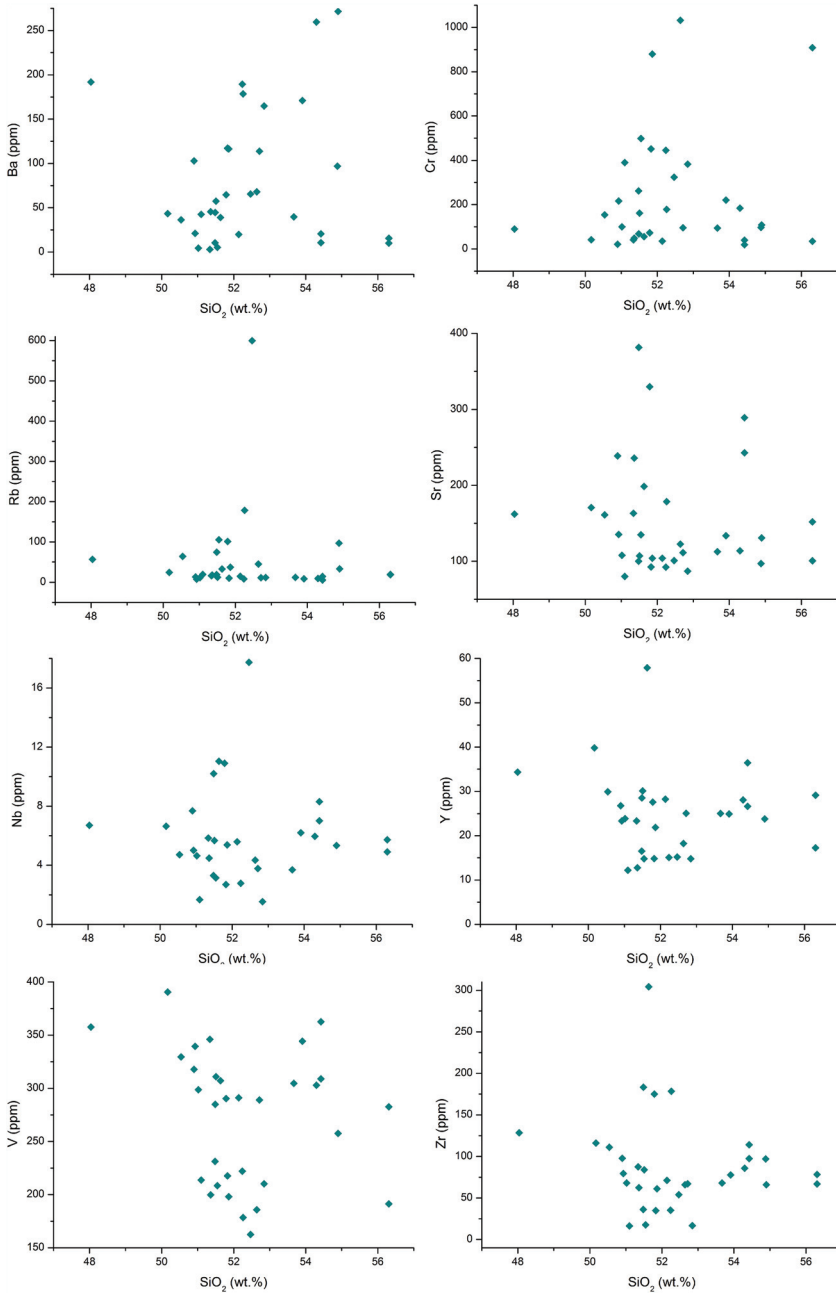 250
200
150
100
50
0
Ba (ppm)
48 50 52 54 56
SiO2 (wt.%)
1000
800
600
400
200
0
Cr (ppm)
48 50 52 54 56
SiO2 (wt.%)
600
500
400
300
200
100
0
Rb (ppm)
48 50 52 54 56
SiO2 (wt.%)
400
300
200
100
Sr (ppm)
48 50 52 54 56
SiO2 (wt.%)
16
12
8
4
0
Nb (ppm)
48 50 52 54 56
SiO2 (wt.%)
60
50
40
30
20
10
0
Y (ppm)
48 50 52 54 56
SiO2 (wt.%)
400
350
300
250
200
150
V (ppm)
48 50 52 54 56
SiO2 (wt.%)
300
250
200
150
100
50
0
Zr (ppm)
48 50 52 54 56
SiO2 (wt.%)